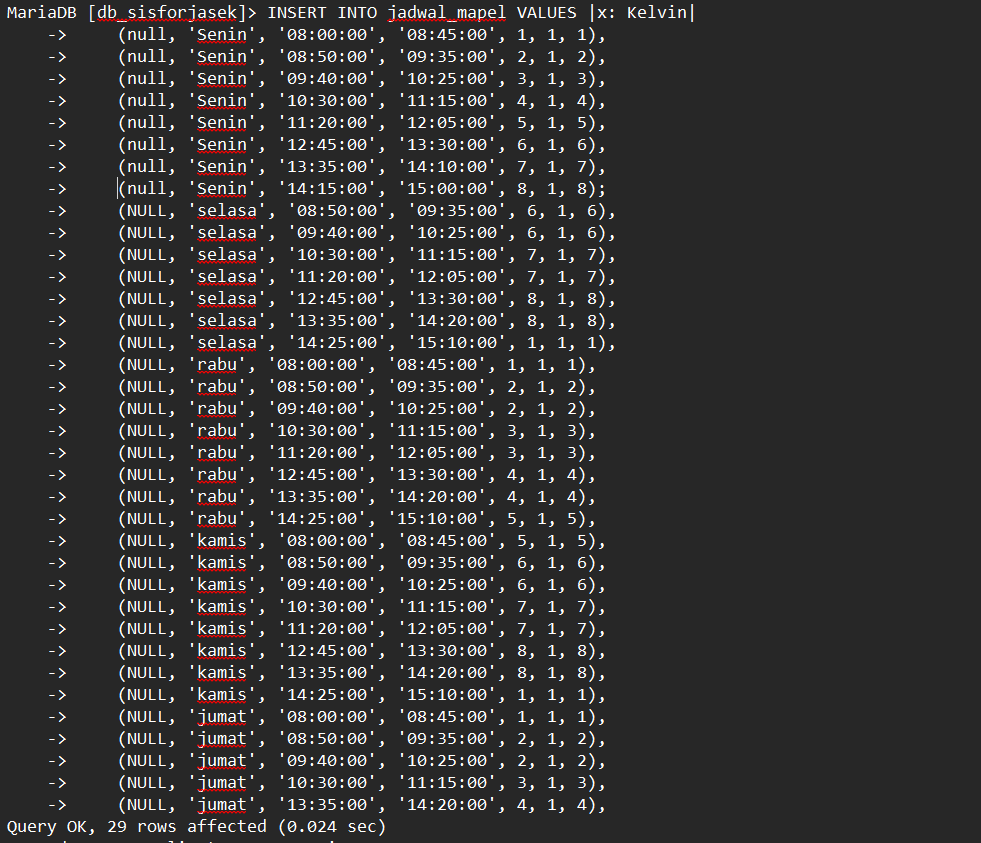 MariaDB [db_sisforjasek]> INSERT INTO jadwal_mapel VALUES |x: Kelvin|
-> (null, 'Senin', '08:00:00', '08:45:00', 1, 1, 1),
-> (null, 'Senin', '08:50:00', '09:35:00', 2, 1, 2),
-> (null, 'Senin', '09:40:00', '10:25:00', 3, 1, 3),
-> (null, 'Senin', '10:30:00', '11:15:00', 4, 1, 4),
-> (null, 'Senin', '11:20:00', '12:05:00', 5, 1, 5),
-> (null, 'Senin', '12:45:00', '13:30:00', 6, 1, 6),
-> (null, 'Senin', '13:35:00', '14:10:00', 7, 1, 7),
-> (null, 'Senin', '14:15:00', '15:00:00', 8, 1, 8);
-> (NULL, 'selasa', '08:50:00', '09:35:00', 6, 1, 6),
-> (NULL, 'selasa', '09:40:00', '10:25:00', 6, 1, 6),
-> (NULL, 'selasa', '10:30:00', '11:15:00', 7, 1, 7),
-> (NULL, 'selasa', '11:20:00', '12:05:00', 7, 1, 7),
-> (NULL, 'selasa', '12:45:00', '13:30:00', 8, 1, 8),
-> (NULL, 'selasa', '13:35:00', '14:20:00', 8, 1, 8),
-> (NULL, 'selasa', '14:25:00', '15:10:00', 1, 1, 1),
-> (NULL, 'rabu', '08:00:00', '08:45:00', 1, 1, 1),
-> (NULL, 'rabu', '08:50:00', '09:35:00', 2, 1, 2),
-> (NULL, 'rabu', '09:40:00', '10:25:00', 2, 1, 2),
-> (NULL, 'rabu', '10:30:00', '11:15:00', 3, 1, 3),
-> (NULL, 'rabu', '11:20:00', '12:05:00', 3, 1, 3),
-> (NULL, 'rabu', '12:45:00', '13:30:00', 4, 1, 4),
-> (NULL, 'rabu', '13:35:00', '14:20:00', 4, 1, 4),
-> (NULL, 'rabu', '14:25:00', '15:10:00', 5, 1, 5),
-> (NULL, 'kamis', '08:00:00', '08:45:00', 5, 1, 5),
-> (NULL, 'kamis', '08:50:00', '09:35:00', 6, 1, 6),
-> (NULL, 'kamis', '09:40:00', '10:25:00', 6, 1, 6),
-> (NULL, 'kamis', '10:30:00', '11:15:00', 7, 1, 7),
-> (NULL, 'kamis', '11:20:00', '12:05:00', 7, 1, 7),
-> (NULL, 'kamis', '12:45:00', '13:30:00', 8, 1, 8),
-> (NULL, 'kamis', '13:35:00', '14:20:00', 8, 1, 8),
-> (NULL, 'kamis', '14:25:00', '15:10:00', 1, 1, 1),
-> (NULL, 'jumat', '08:00:00', '08:45:00', 1, 1, 1),
-> (NULL, 'jumat', '08:50:00', '09:35:00', 2, 1, 2),
-> (NULL, 'jumat', '09:40:00', '10:25:00', 2, 1, 2),
-> (NULL, 'jumat', '10:30:00', '11:15:00', 3, 1, 3),
-> (NULL, 'jumat', '13:35:00', '14:20:00', 4, 1, 4),
Query OK, 29 rows affected (0.024 sec)